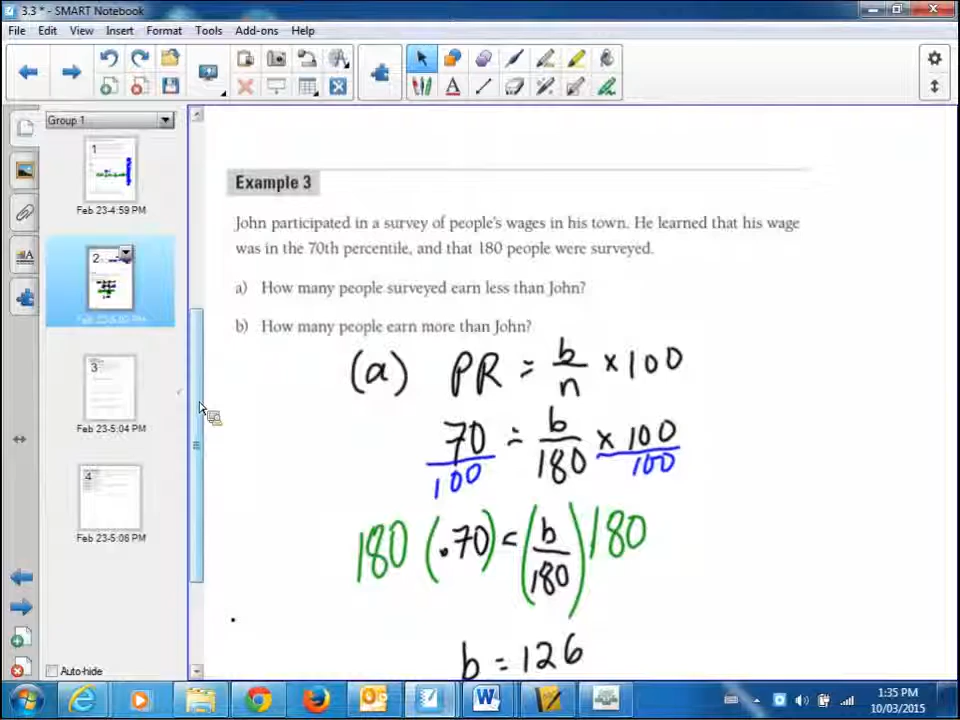 3.3 * - SMART Notebook
File Edit View Insert Format Tools Add-ons Help
Group 1
1
Feb 23-4:59 PM
2
3
Feb 23-5:04 PM
4
Feb 23-5:08 PM
Auto-hide
Example 3
John participated in a survey of people's wages in his town. He learned that his wage
was in the 70th percentile, and that 180 people were surveyed.
a) How many people surveyed earn less than John?
b) How many people earn more than John?
(a) PR = b/n × 100
70/100 = b/180 × 100/100
180 (.70) = (b/180) 180
b = 126
1:35 PM
10/03/2015